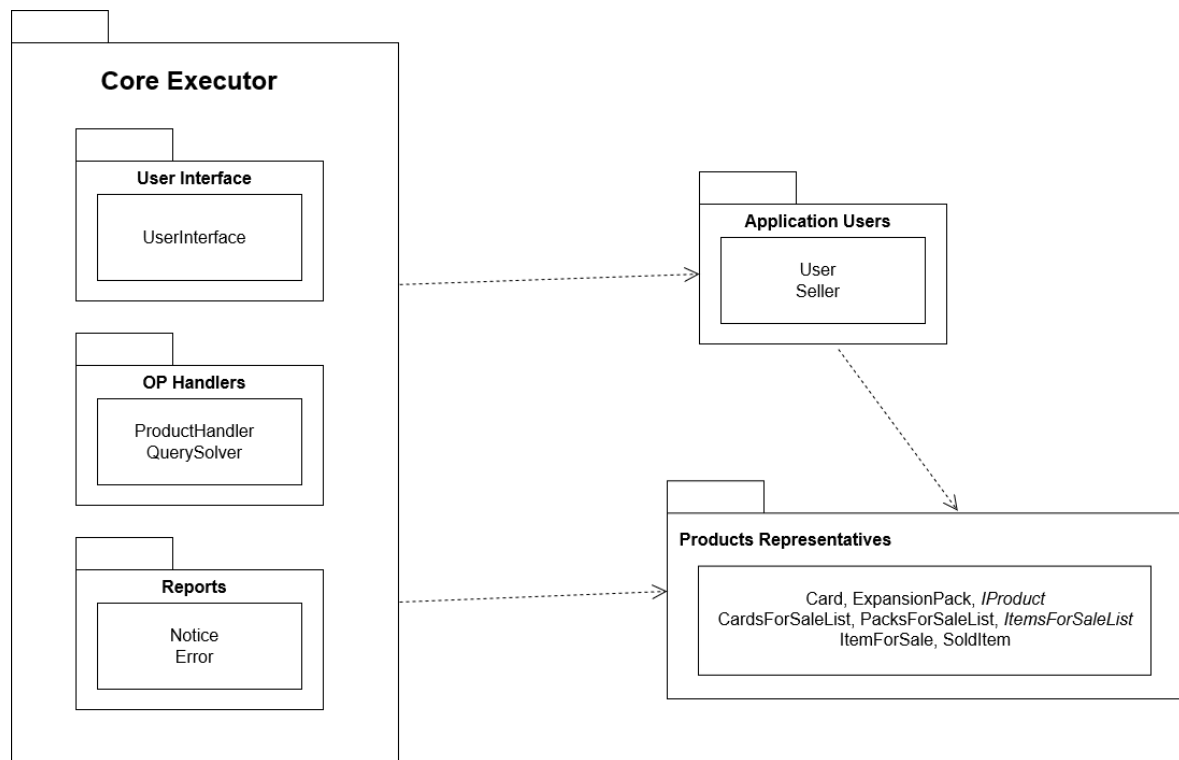 Core Executor
User Interface
UserInterface
OP Handlers
ProductHandler
QuerySolver
Reports
Notice
Error
Application Users
User
Seller
Products Representatives
Card, ExpansionPack, IProduct
CardsForSaleList, PacksForSaleList, ItemsForSaleList
ItemForSale, SoldItem